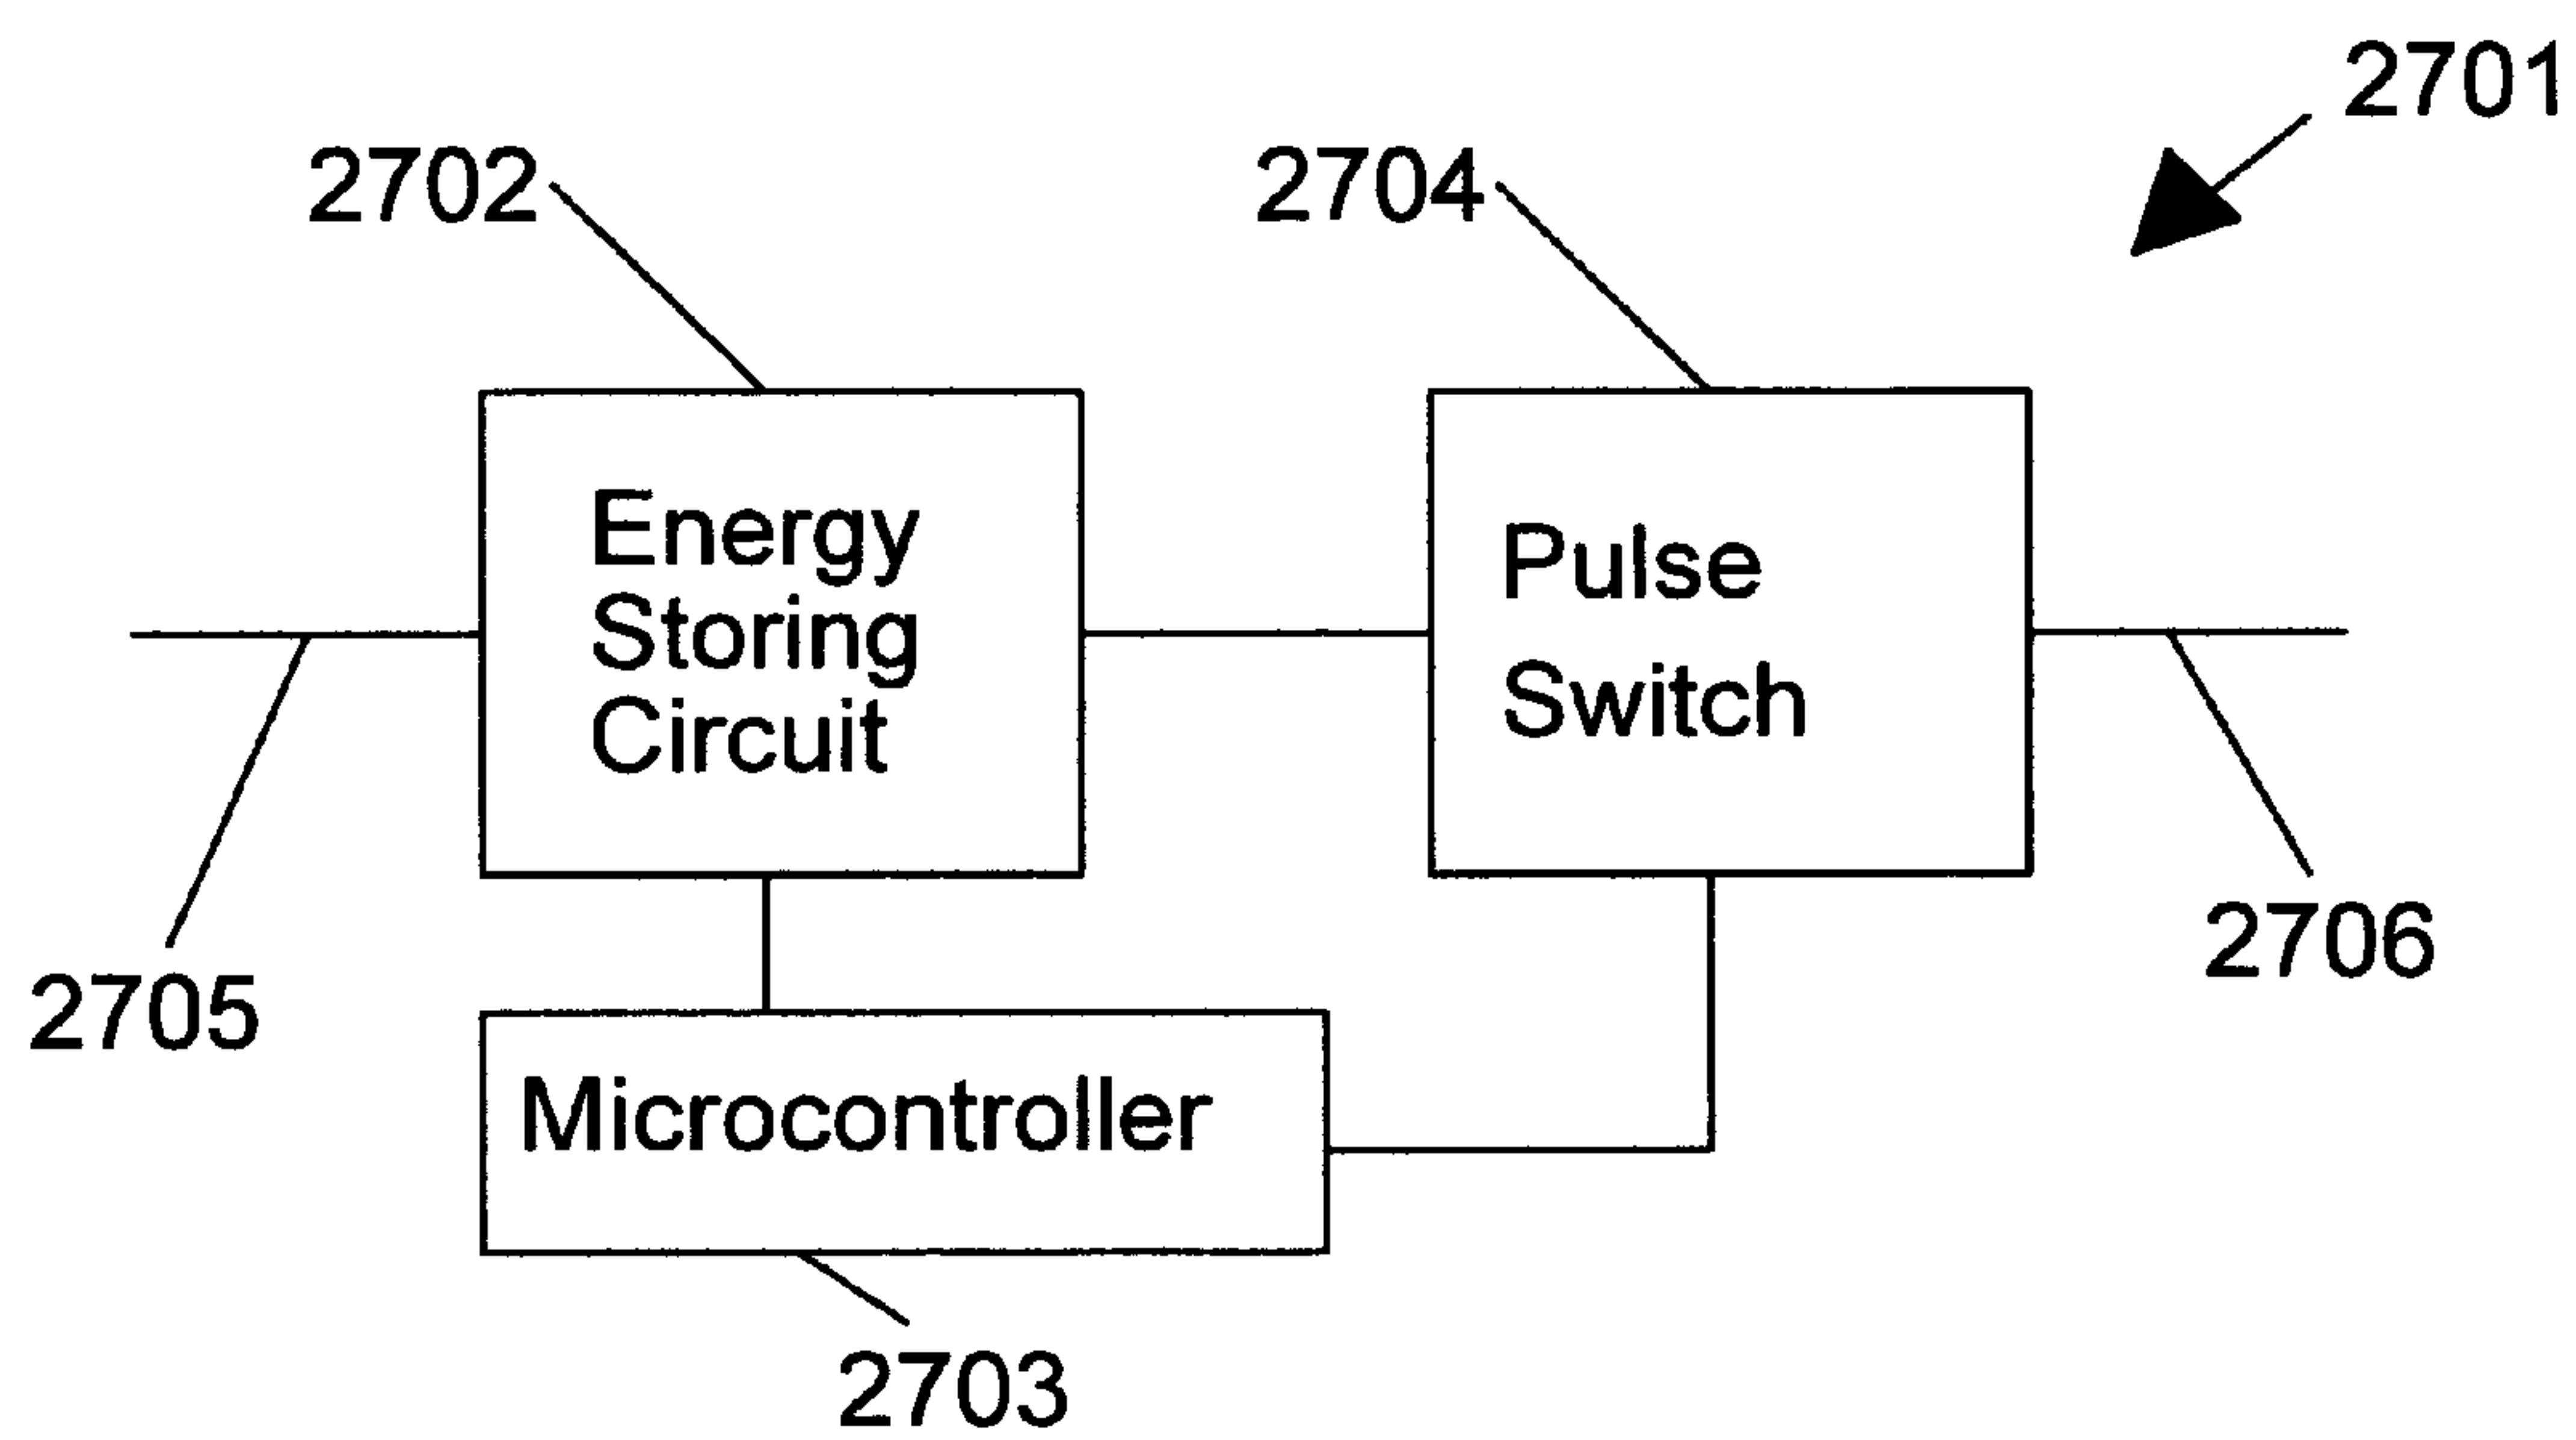 2701
2702
2704
Energy
Storing
Circuit
Pulse
Switch
2705
2706
Microcontroller
2703